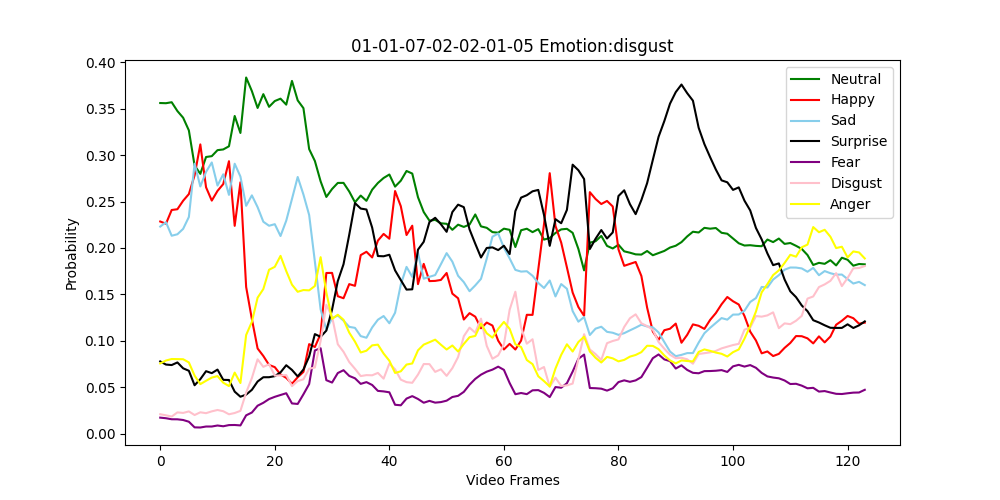 01-01-07-02-02-01-05 Emotion:disgust
Probability
0.40
0.35
0.30
0.25
0.20
0.15
0.10
0.05
0.00
Neutral
Happy
Sad
Surprise
Fear
Disgust
Anger
0 20 40 60 80 100 120
Video Frames